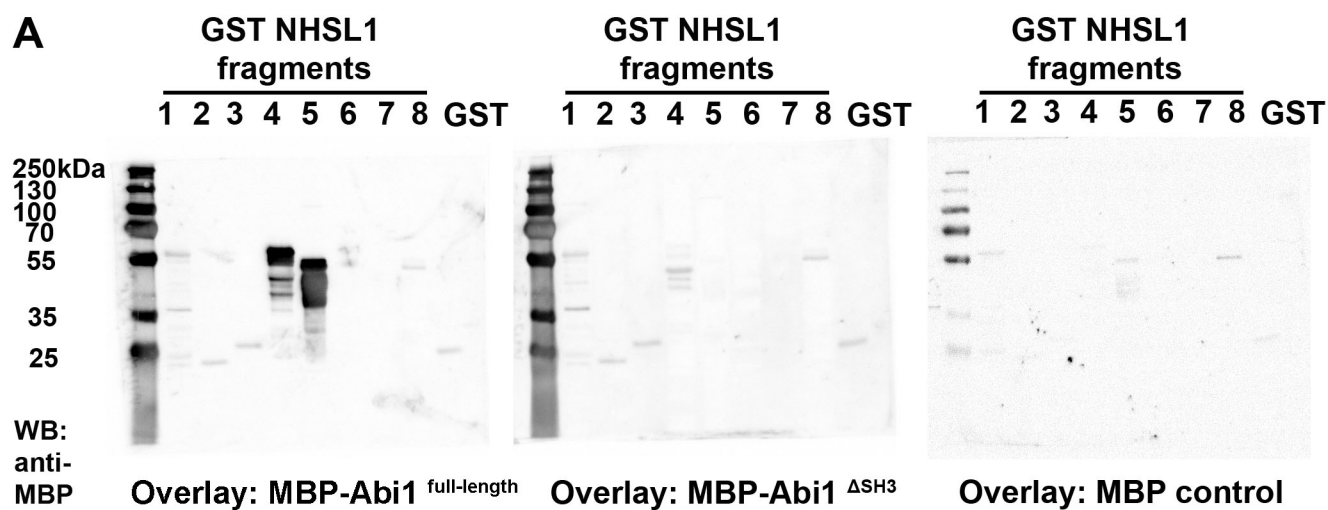 A
GST NHSL1
fragments
1 2 3 4 5 6 7 8 GST
GST NHSL1
fragments
1 2 3 4 5 6 7 8 GST
GST NHSL1
fragments
1 2 3 4 5 6 7 8 GST
250kDa
130
100
70
55
35
25
WB:
anti-
MBP
Overlay: MBP-Abi1 full-length
Overlay: MBP-Abi1 ΔSH3
Overlay: MBP control